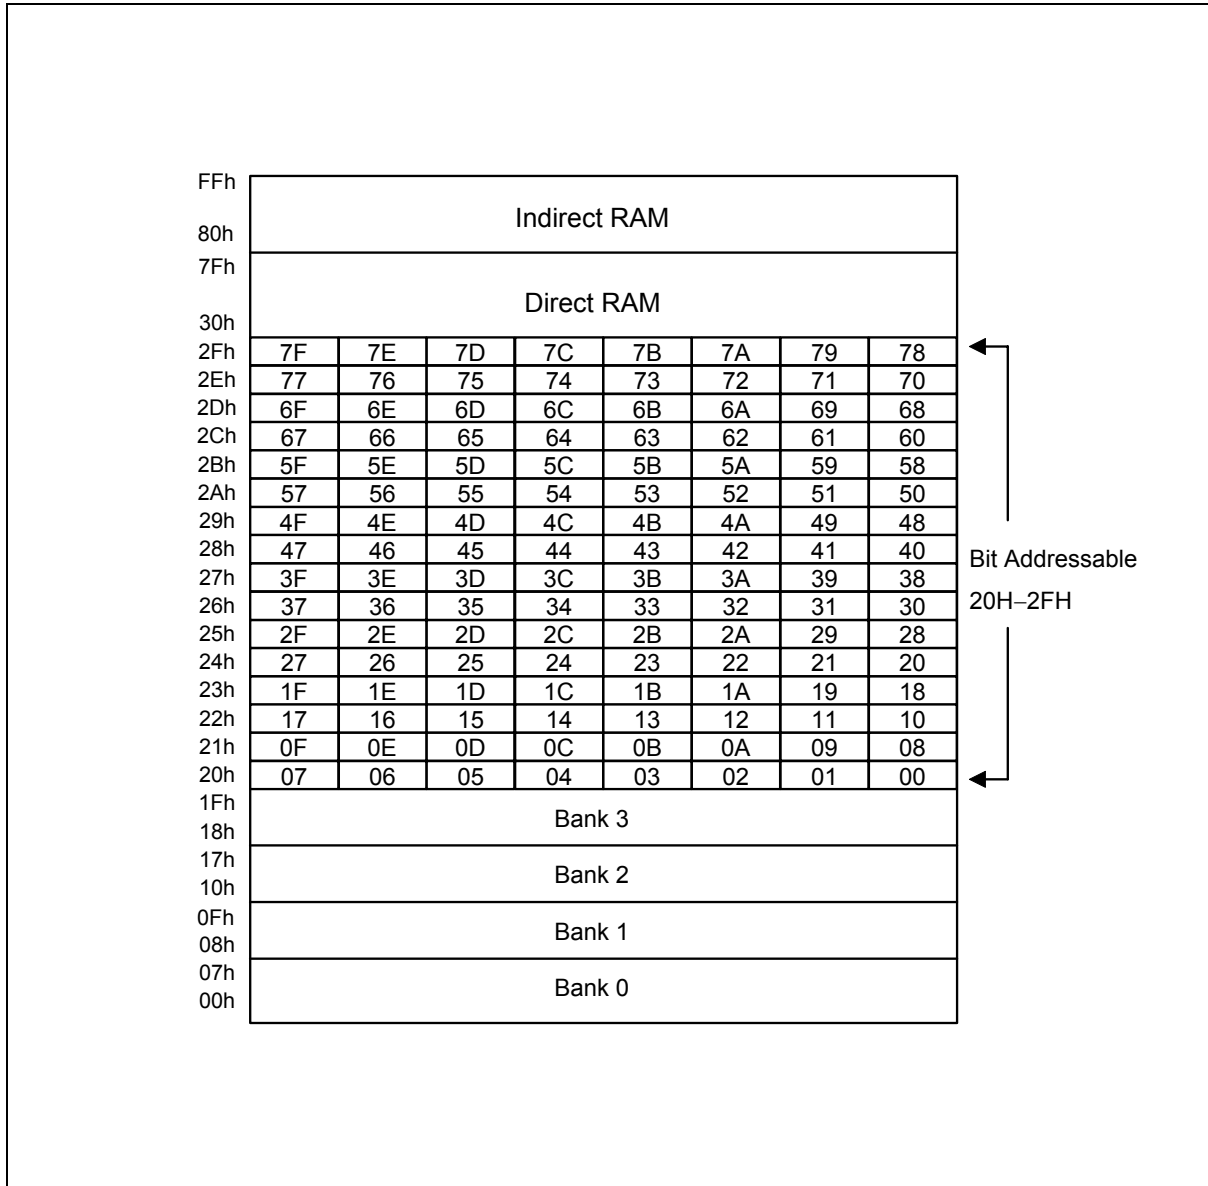 FFh
Indirect RAM
80h
7Fh
Direct RAM
30h
2Fh 7F 7E 7D 7C 7B 7A 79 78
2Eh 77 76 75 74 73 72 71 70
2Dh 6F 6E 6D 6C 6B 6A 69 68
2Ch 67 66 65 64 63 62 61 60
2Bh 5F 5E 5D 5C 5B 5A 59 58
2Ah 57 56 55 54 53 52 51 50
29h 4F 4E 4D 4C 4B 4A 49 48
28h 47 46 45 44 43 42 41 40
Bit Addressable
27h 3F 3E 3D 3C 3B 3A 39 38
26h 37 36 35 34 33 32 31 30
20H–2FH
25h 2F 2E 2D 2C 2B 2A 29 28
24h 27 26 25 24 23 22 21 20
23h 1F 1E 1D 1C 1B 1A 19 18
22h 17 16 15 14 13 12 11 10
21h 0F 0E 0D 0C 0B 0A 09 08
20h 07 06 05 04 03 02 01 00
1Fh
Bank 3
18h
17h
Bank 2
10h
0Fh
Bank 1
08h
07h
Bank 0
00h